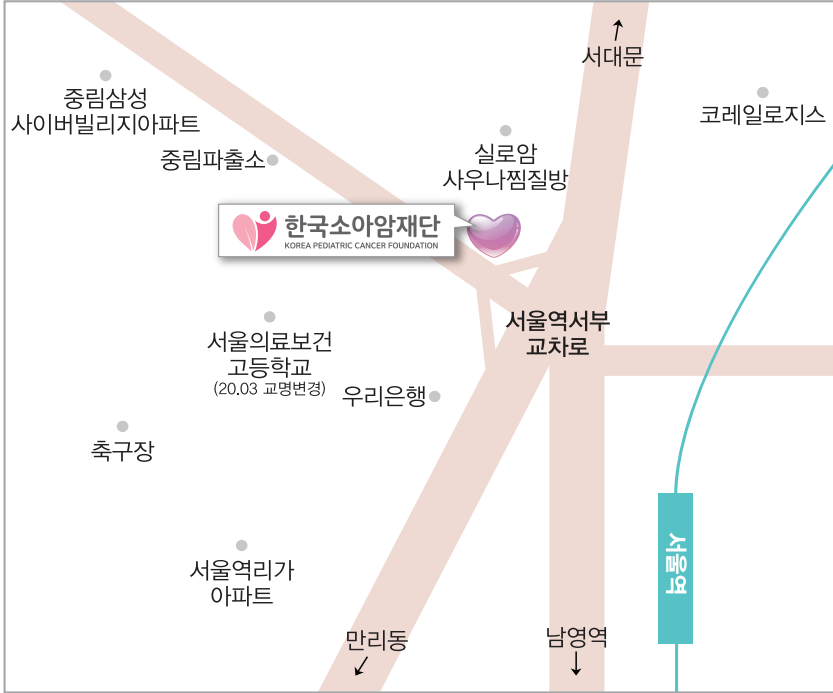 서대문
중림삼성
사이버빌리지아파트
코레일로지스
중림파출소
실로암
사우나찜질방
한국소아암재단
KOREA PEDIATRIC CANCER FOUNDATION
서울역서부
교차로
서울의료보건
고등학교
(20.03 교명변경)
우리은행
축구장
서울역리가
아파트
서울역
만리동
남영역